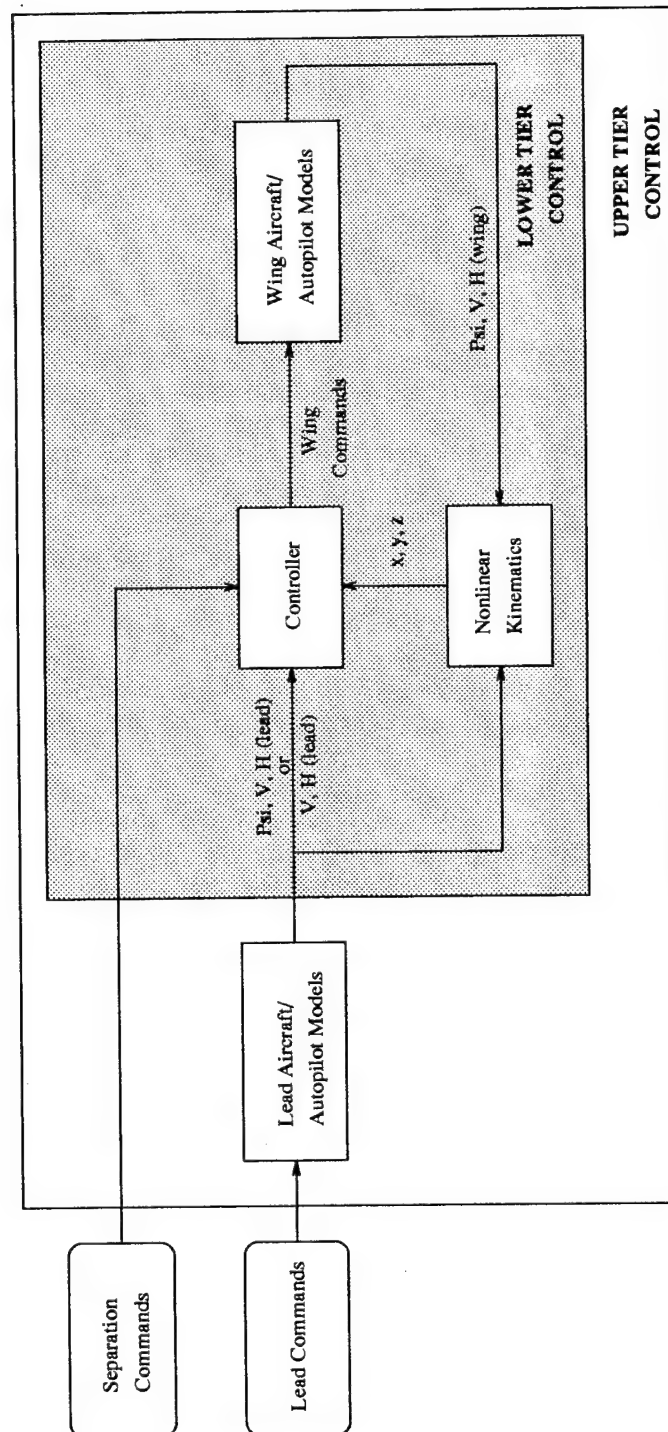 Separation
Commands
Lead Commands
Lead Aircraft/
Autopilot Models
Psi, V, H (lead)
or
V, H (lead)
Controller
x, y, z
Nonlinear
Kinematics
Wing
Commands
Wing Aircraft/
Autopilot Models
Psi, V, H (wing)
LOWER TIER
CONTROL
UPPER TIER
CONTROL